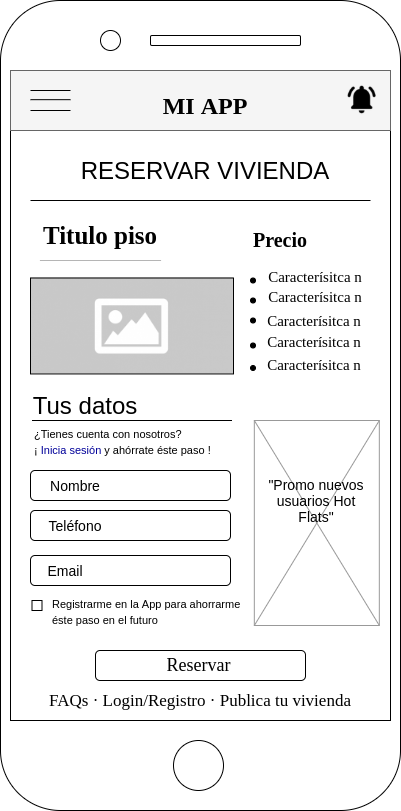 MI APP
RESERVAR VIVIENDA
Titulo piso
Precio
Caracterísitca n
Caracterísitca n
Caracterísitca n
Caracterísitca n
Caracterísitca n
Tus datos
¿Tienes cuenta con nosotros?
¡ Inicia sesión y ahórrate éste paso !
Nombre
Teléfono
Email
Registrarme en la App para ahorrarme
éste paso en el futuro
"Promo nuevos
usuarios Hot
Flats"
Reservar
FAQs · Login/Registro · Publica tu vivienda